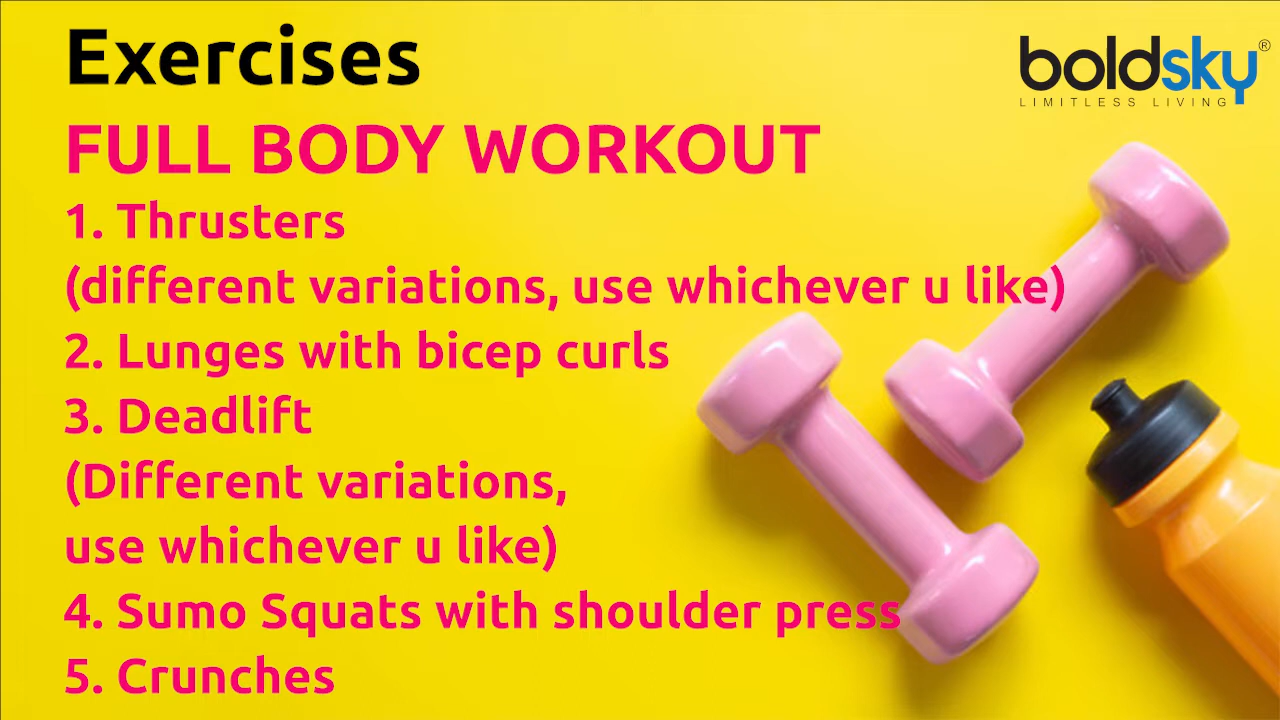 Exercises
boldsky®
LIMITLESS LIVING
FULL BODY WORKOUT
1. Thrusters
(different variations, use whichever u like)
2. Lunges with bicep curls
3. Deadlift
(Different variations,
use whichever u like)
4. Sumo Squats with shoulder press
5. Crunches